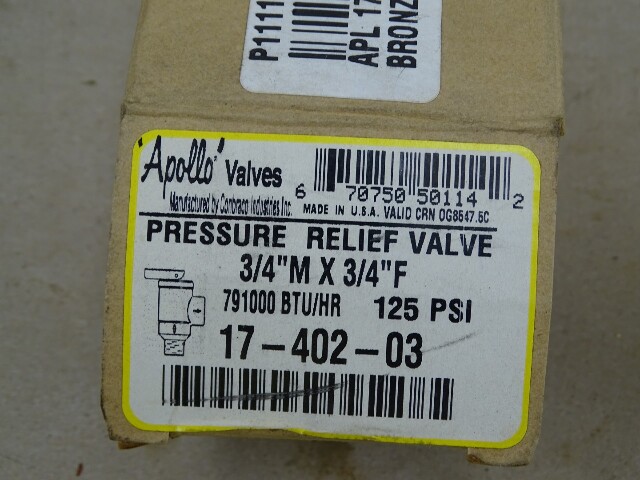 P1111
APL 17
BRONZ
Apollo Valves
Manufactured by Conbraco Industries Inc.
6 70750 50114 2
MADE IN U.S.A. VALID CRN OG8547.5C
PRESSURE RELIEF VALVE
3/4"M X 3/4"F
791000 BTU/HR 125 PSI
17-402-03